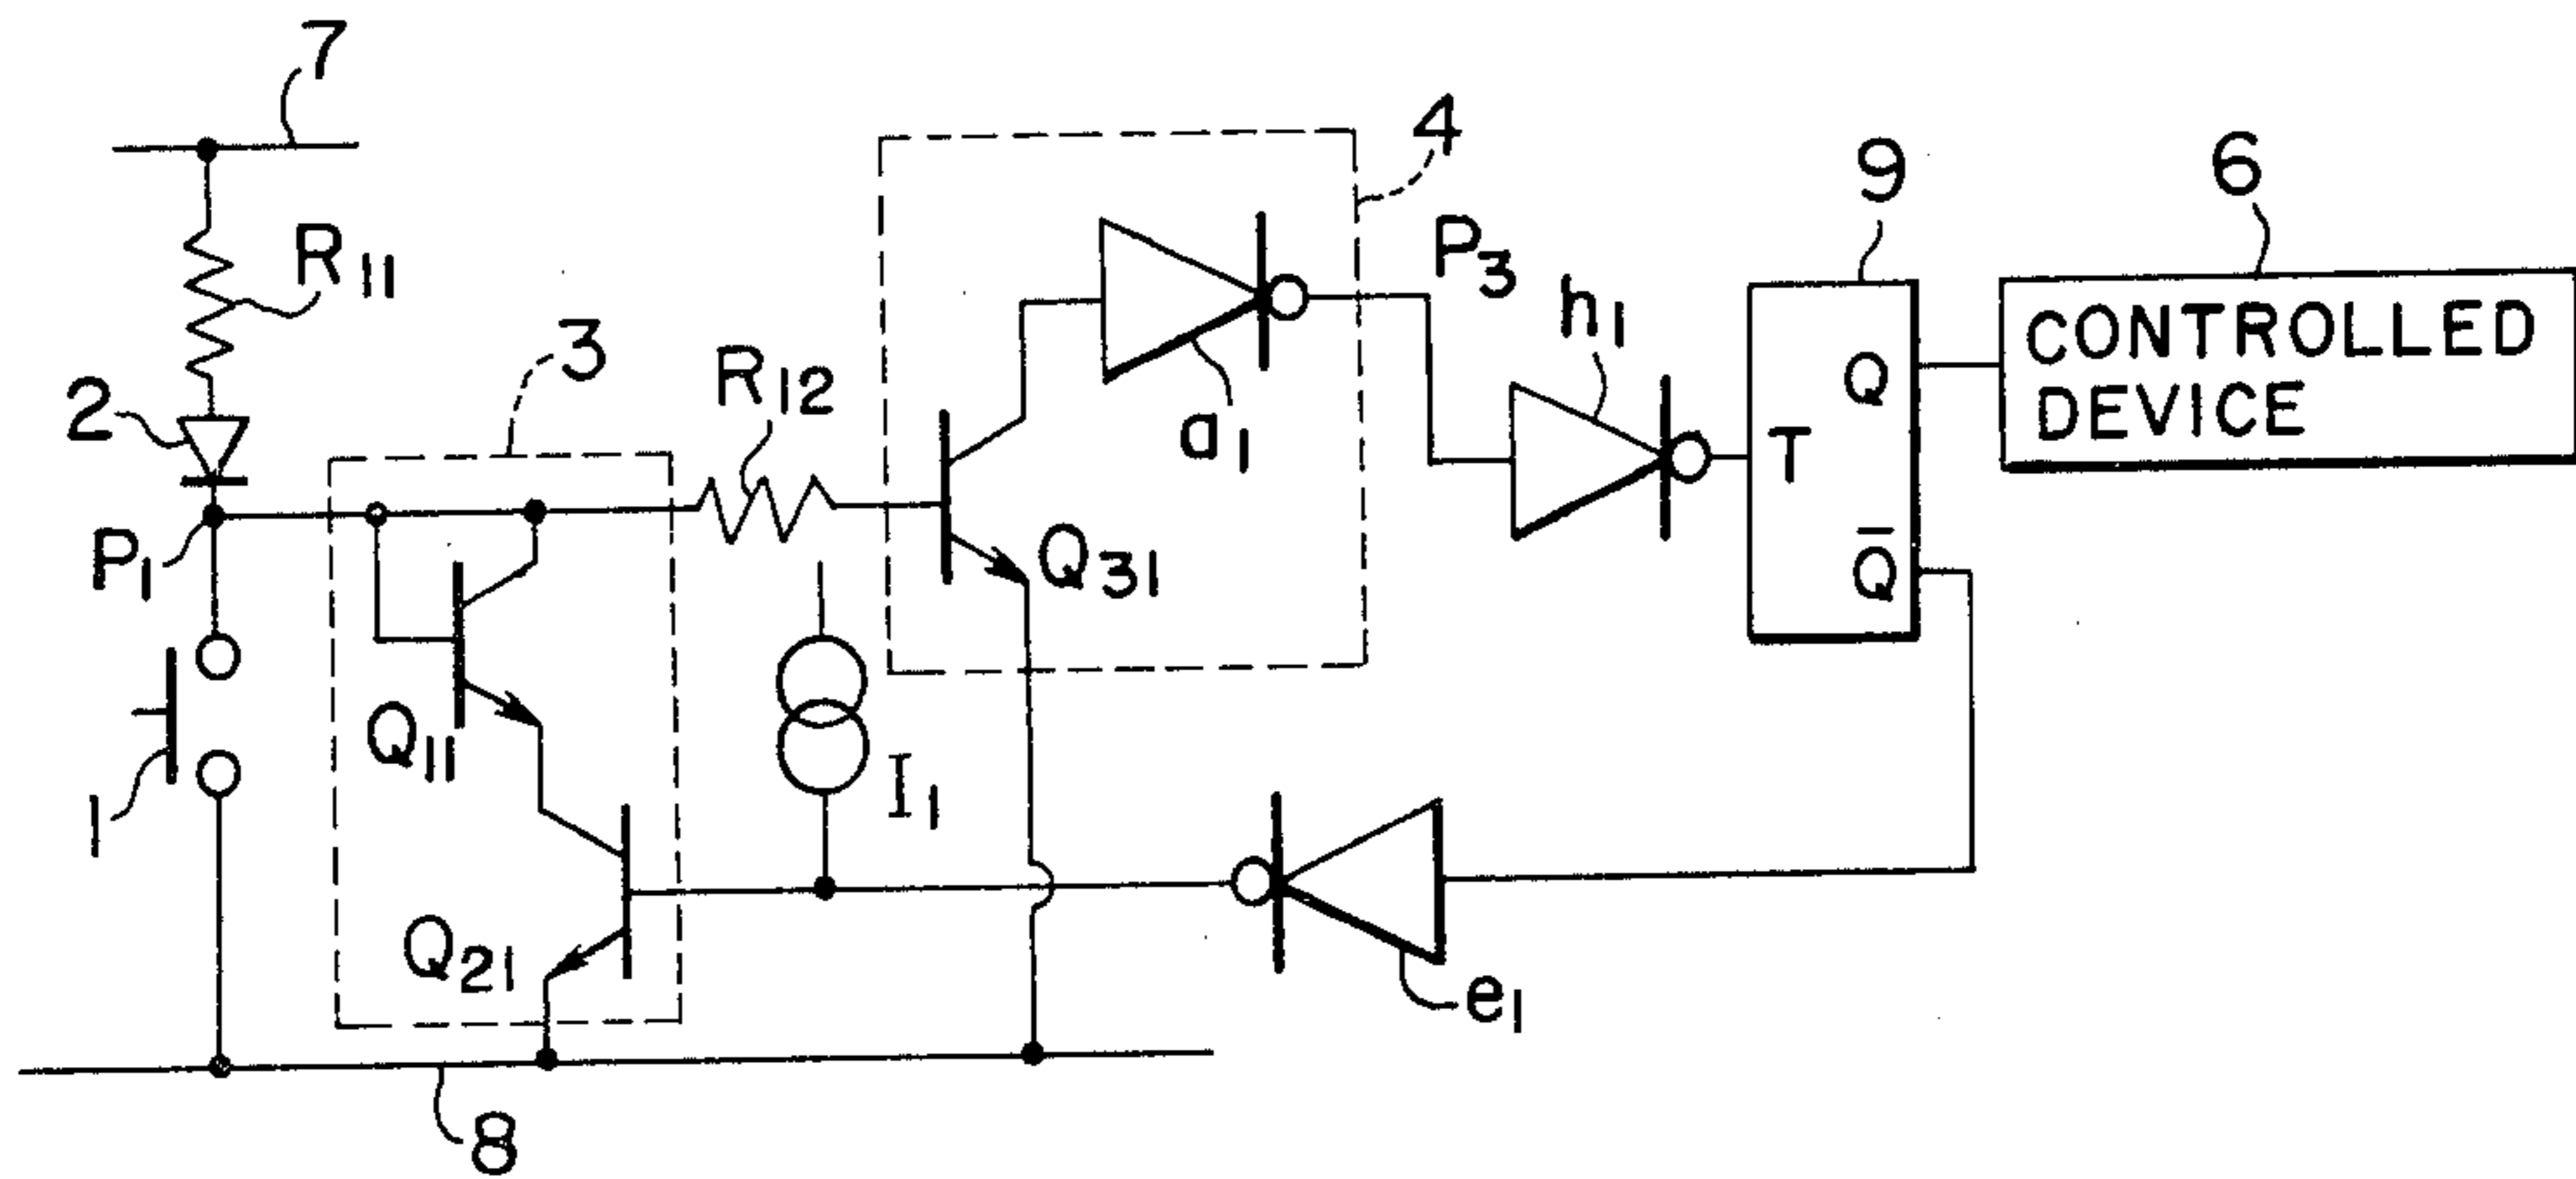 7
4
9
6
R11
P3
h1
CONTROLLED
DEVICE
3
R12
2
a1
Q
T
P1
Q31
Q̅
Q11
I1
1
Q21
e1
8